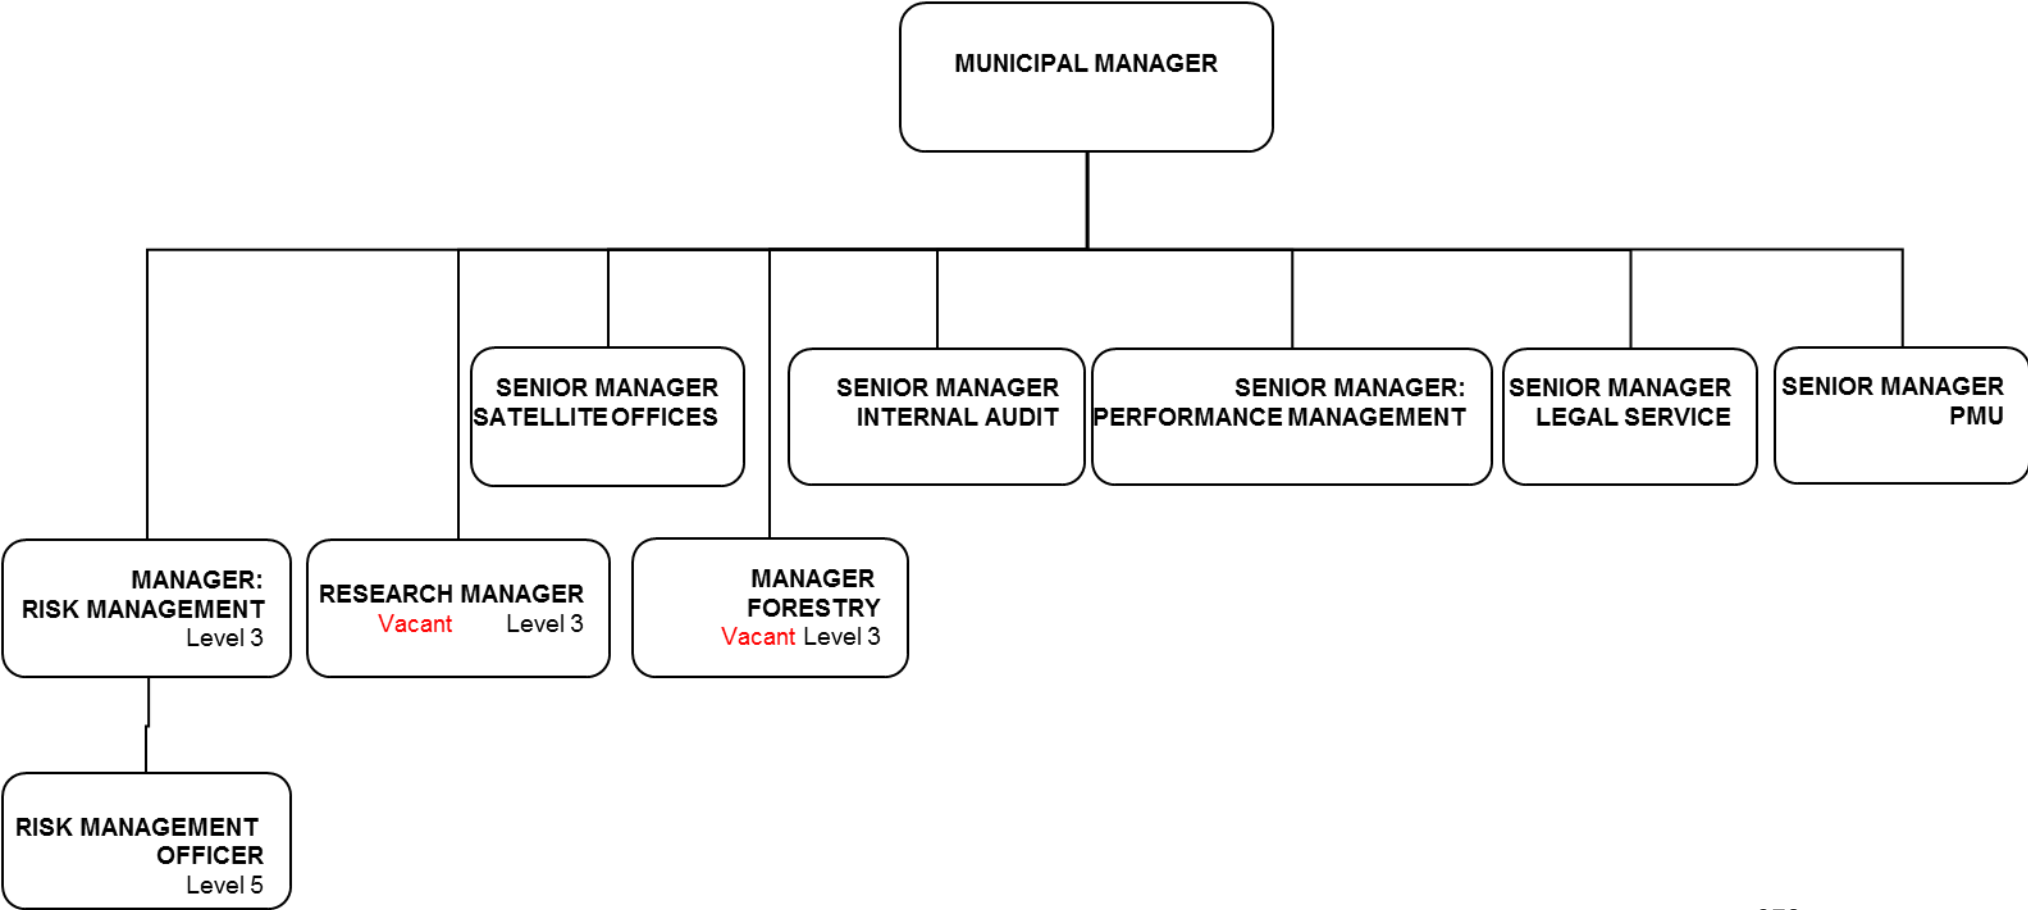 MUNICIPAL MANAGER
SENIOR MANAGER
SATELLITE OFFICES
SENIOR MANAGER
INTERNAL AUDIT
SENIOR MANAGER:
PERFORMANCE MANAGEMENT
SENIOR MANAGER
LEGAL SERVICE
SENIOR MANAGER
PMU
MANAGER:
RISK MANAGEMENT
Level 3
RESEARCH MANAGER
Vacant Level 3
MANAGER
FORESTRY
Vacant Level 3
RISK MANAGEMENT
OFFICER
Level 5